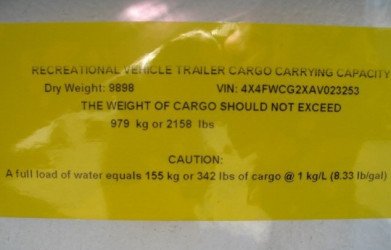 RECREATIONAL VEHICLE TRAILER CARGO CARRYING CAPACITY
Dry Weight: 9898 VIN: 4X4FWCG2XAV023253
THE WEIGHT OF CARGO SHOULD NOT EXCEED
979 kg or 2158 lbs
CAUTION:
A full load of water equals 155 kg or 342 lbs of cargo @ 1 kg/L (8.33 lb/gal)